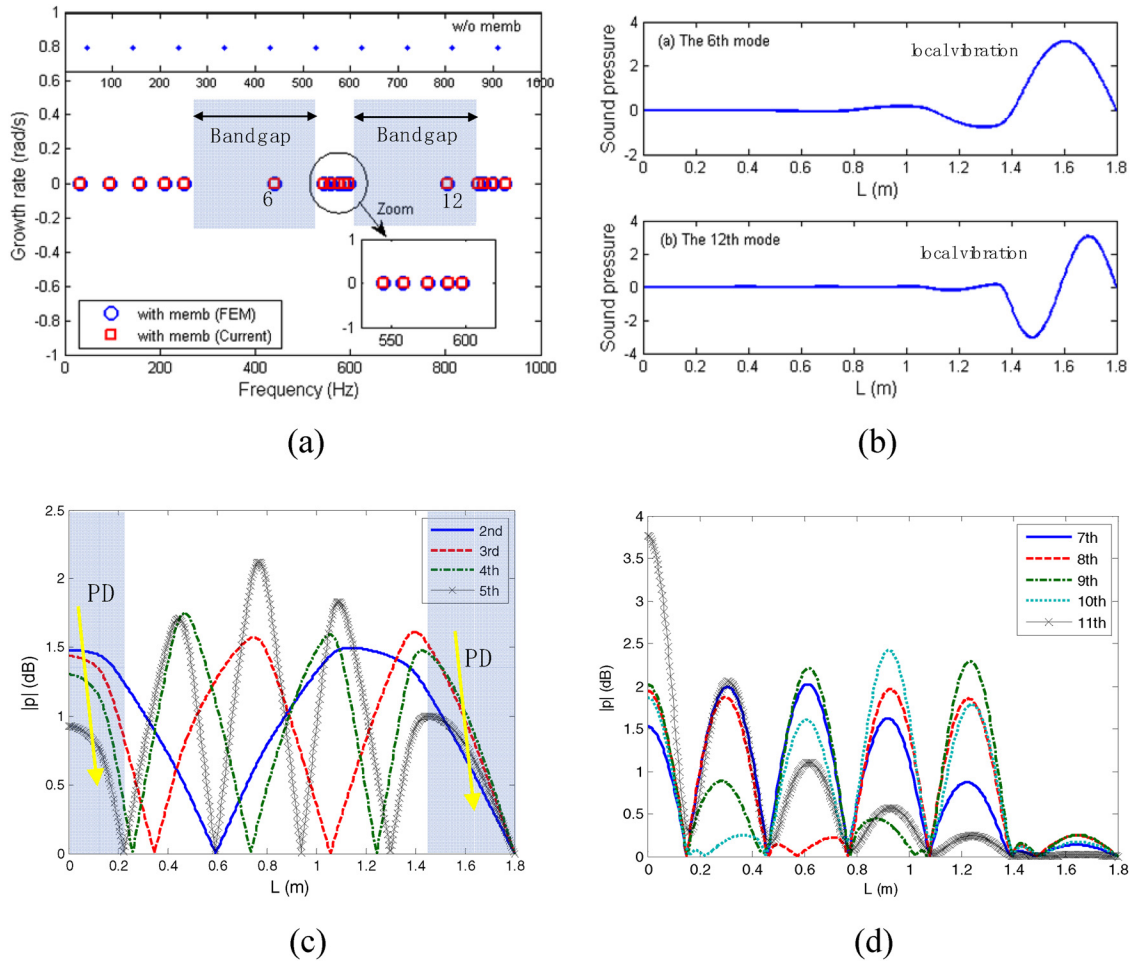 w/o memb
0.8
100 200 300 400 500 600 700 800 900 1000
Growth rate (rad/s)
1
0.8
0.6
0.4
0.2
0
0.2
0.4
0.6
0.8
1
Bandgap
Bandgap
6
12
Zoom
1
0
-1
550 600
with memb (FEM)
with memb (Current)
0 200 400 600 800 1000
Frequency (Hz)
(a)
Sound pressure
4
2
0
-2
(a) The 6th mode
local vibration
0 0.2 0.4 0.6 0.8 1 1.2 1.4 1.6 1.8
L (m)
Sound pressure
4
2
0
-2
-4
(b) The 12th mode
local vibration
0 0.2 0.4 0.6 0.8 1 1.2 1.4 1.6 1.8
L (m)
(b)
|p| (dB)
2.5
2
1.5
1
0.5
0
PD
PD
2nd
3rd
4th
5th
0 0.2 0.4 0.6 0.8 1 1.2 1.4 1.6 1.8
L (m)
(c)
|p| (dB)
4
3.5
3
2.5
2
1.5
1
0.5
0
7th
8th
9th
10th
11th
0 0.2 0.4 0.6 0.8 1 1.2 1.4 1.6 1.8
L (m)
(d)